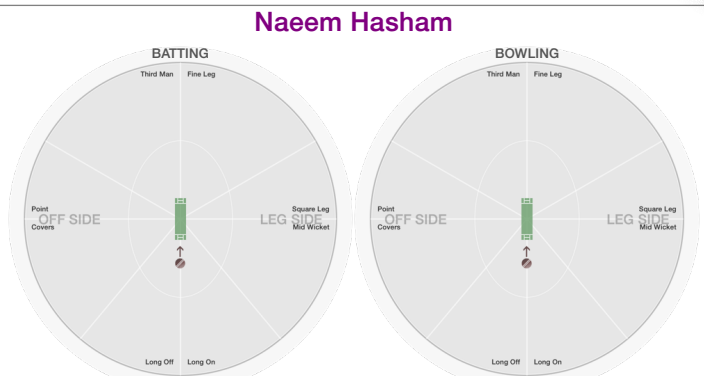 Naeem Hasham
BATTING
BOWLING
Third Man Fine Leg
Third Man Fine Leg
Point
OFF SIDE
Covers
Square Leg
LEG SIDE
Mid Wicket
Point
OFF SIDE
Covers
Square Leg
LEG SIDE
Mid Wicket
Long Off Long On
Long Off Long On